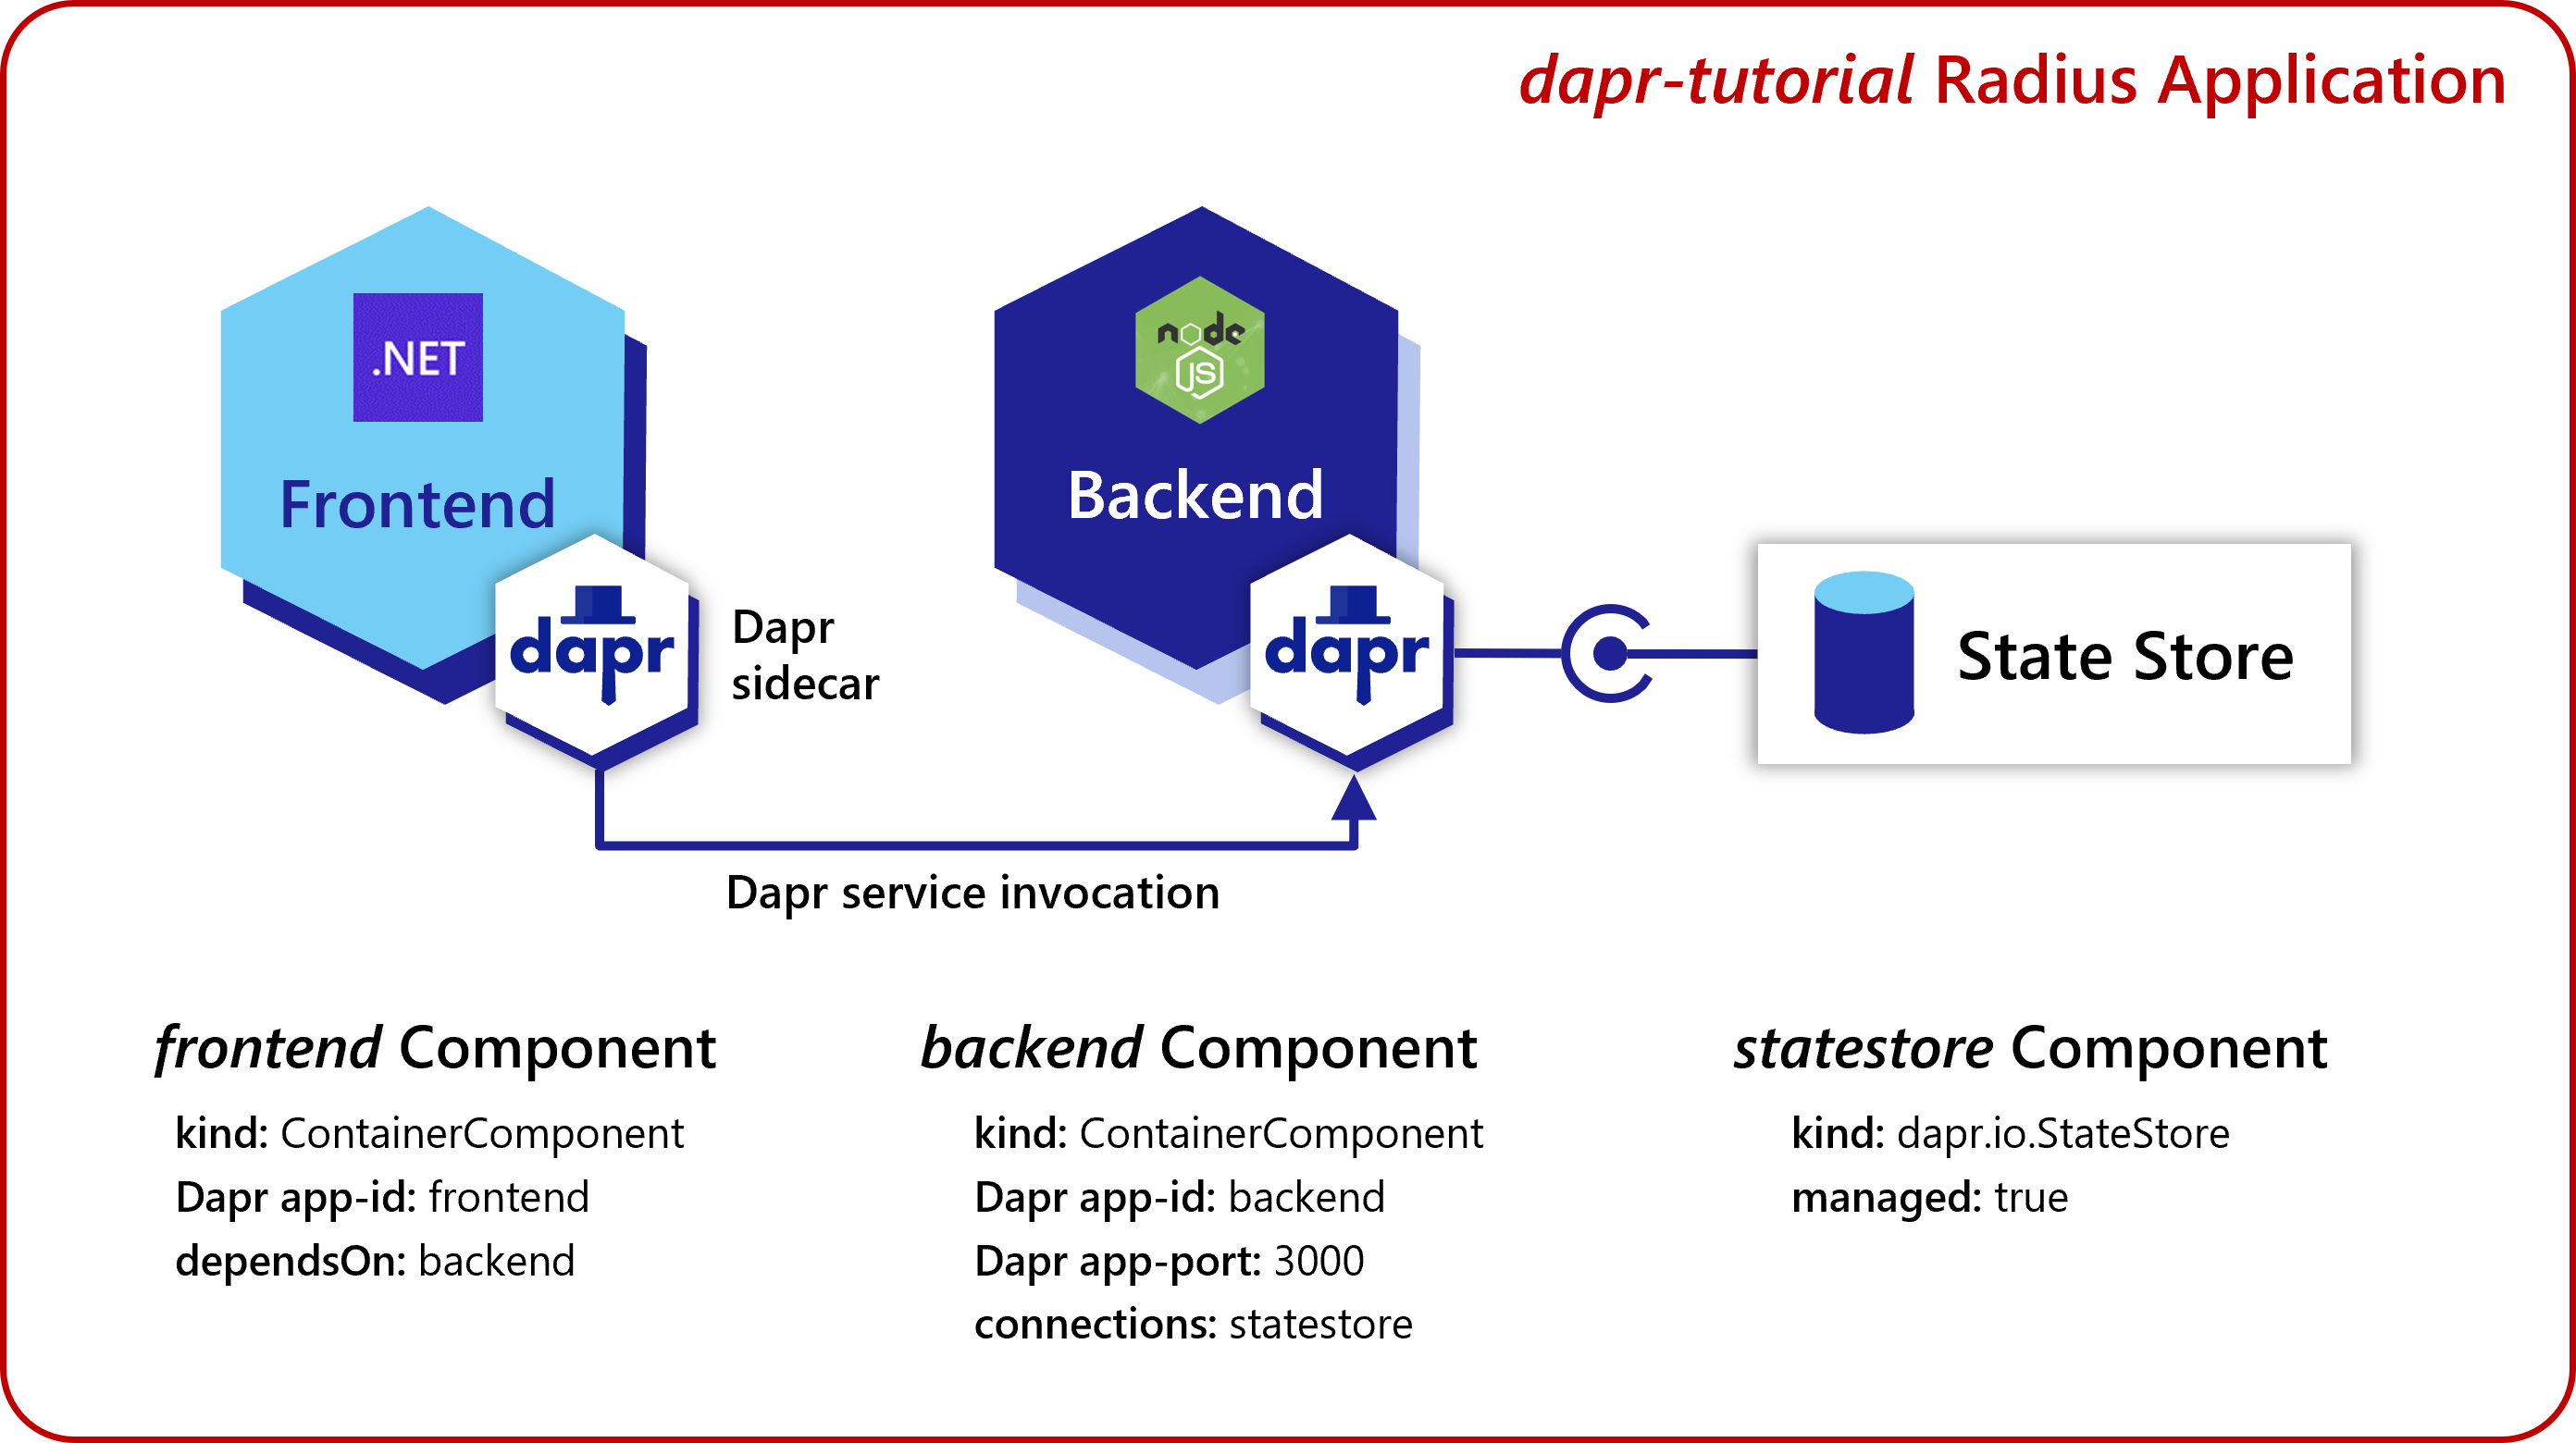 dapr-tutorial Radius Application
.NET
Frontend
dapr
Dapr
sidecar
node
JS
Backend
dapr
State Store
Dapr service invocation
frontend Component
kind: ContainerComponent
Dapr app-id: frontend
dependsOn: backend
backend Component
kind: ContainerComponent
Dapr app-id: backend
Dapr app-port: 3000
connections: statestore
statestore Component
kind: dapr.io.StateStore
managed: true